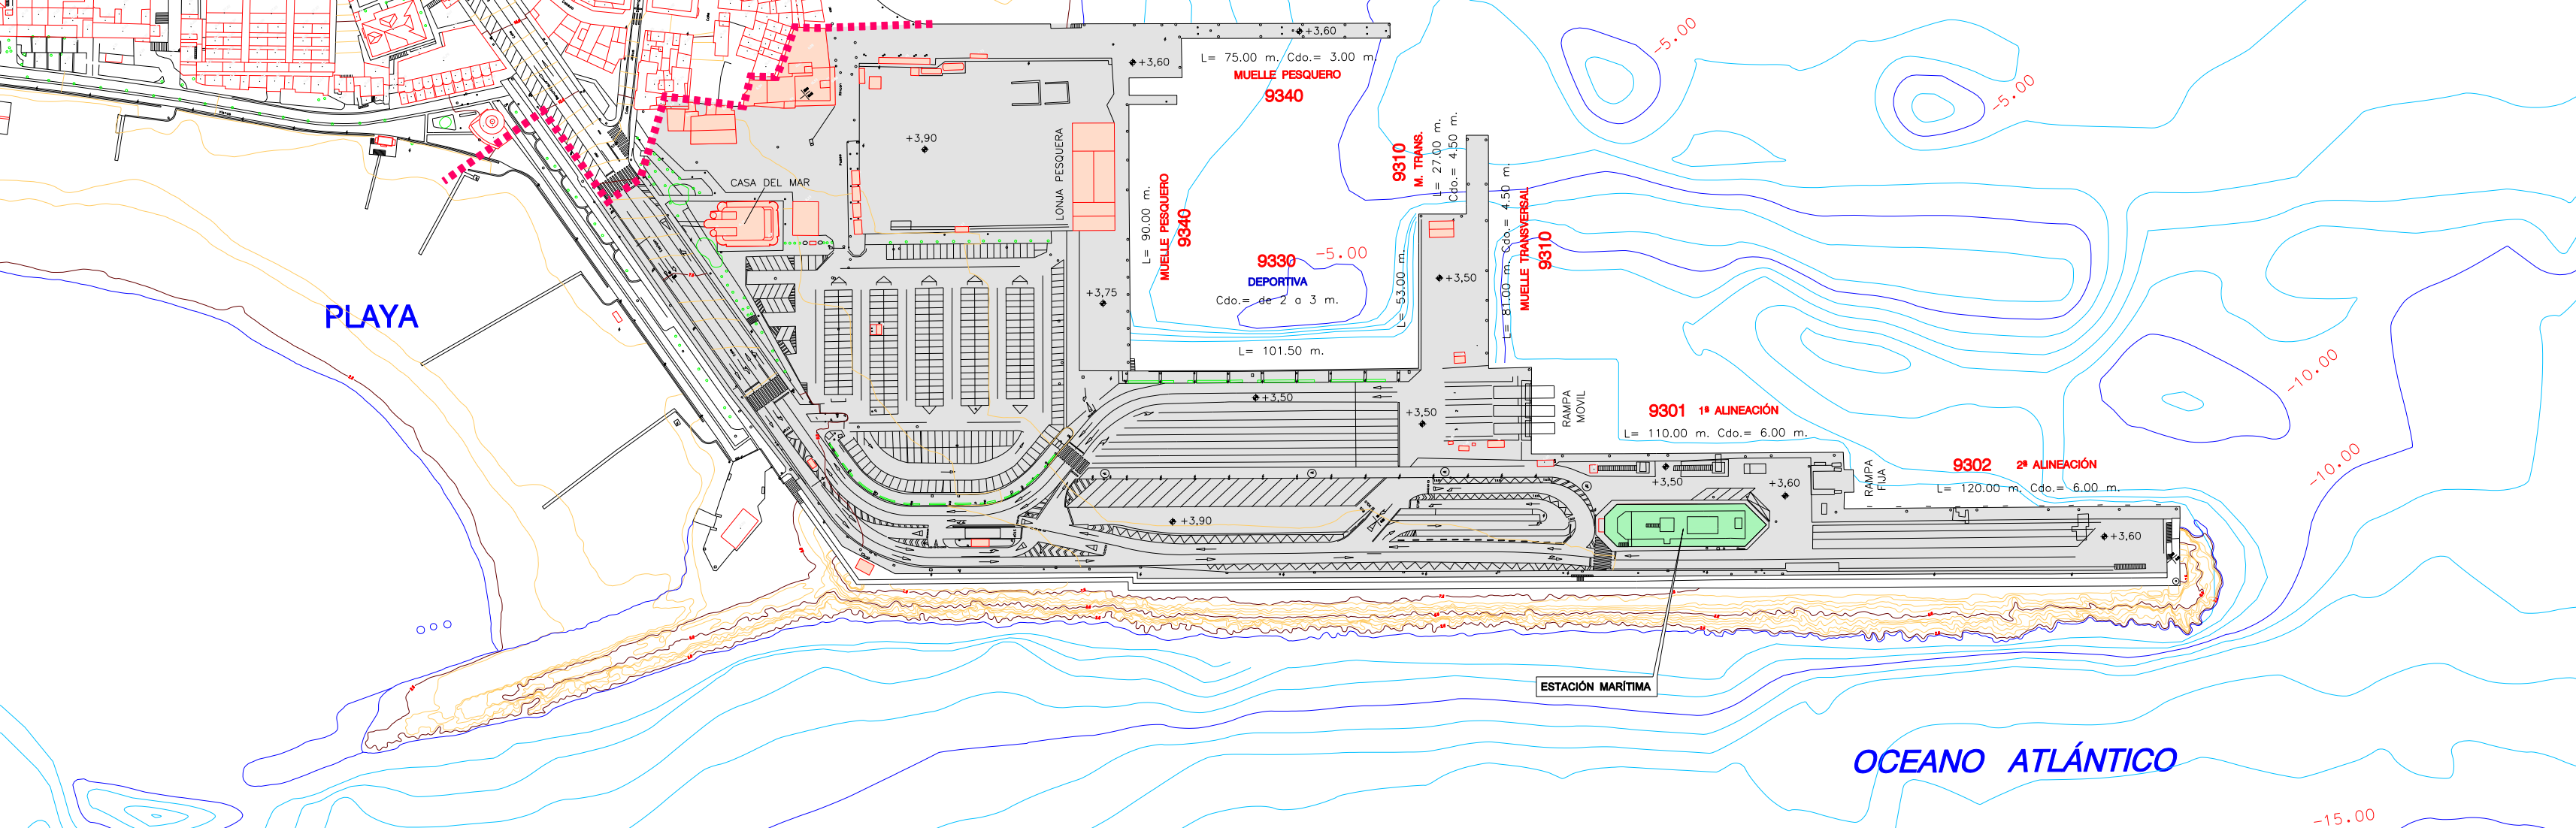 +3,60
-5.00
+3,60
L= 75.00 m. Cdo.= 3.00 m.
MUELLE PESQUERO
9340
-5.00
+3,90
LONJA PESQUERA
9310
M. TRANS.
L= 27.00 m.
Cdo.= 4.50 m.
CASA DEL MAR
L= 90.00 m.
MUELLE PESQUERO
9340
L= 81.00 m. Cdo.= 4.50 m.
MUELLE TRANSVERSAL
9310
-5.00
9330
DEPORTIVA
Cdo.= de 2 a 3 m.
L= 53.00 m.
+3,50
+3,75
PLAYA
L= 101.50 m.
-10.00
+3,50
+3,50
RAMPA
MOVIL
9301 1ª ALINEACIÓN
L= 110.00 m. Cdo.= 6.00 m.
-10.00
RAMPA
FIJA
9302 2ª ALINEACIÓN
L= 120.00 m. Cdo.= 6.00 m.
+3,50
+3,60
+3,90
+3,60
ESTACIÓN MARÍTIMA
OCEANO ATLÁNTICO
-15.00